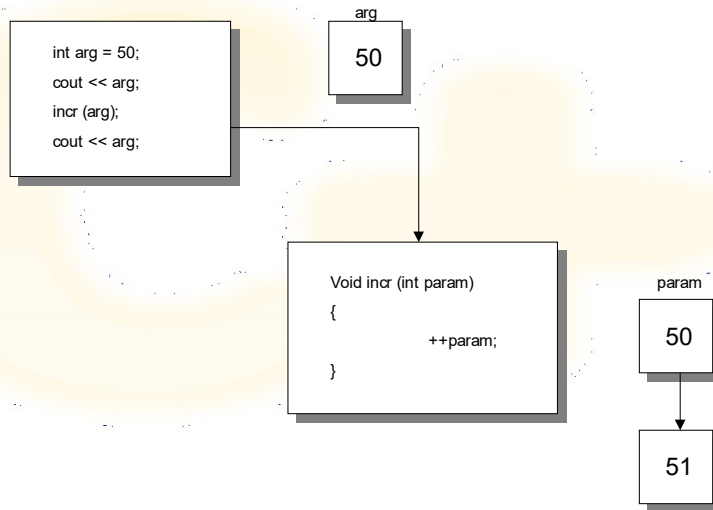 int arg = 50;
cout << arg;
incr (arg);
cout << arg;
arg
50
Void incr (int param)
{
++param;
}
param
50
51